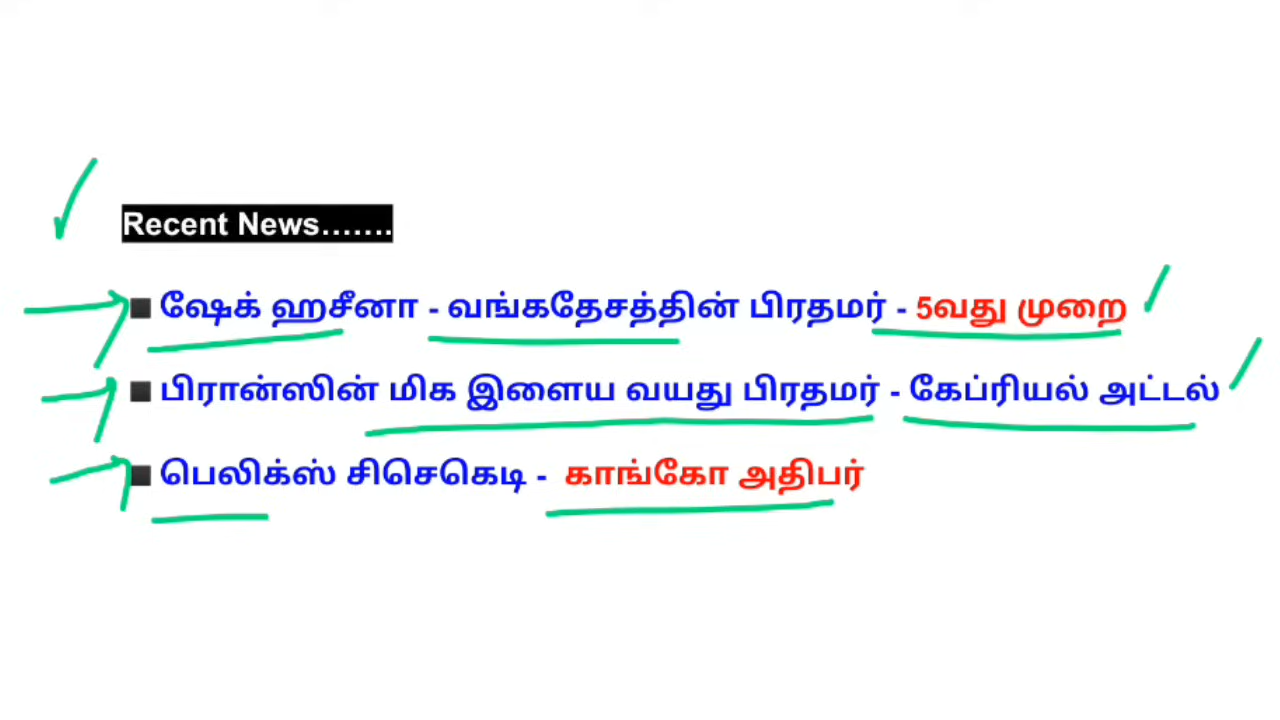 Recent News.......
■ ஷேக் ஹசீனா - வங்கதேசத்தின் பிரதமர் - 5வது முறை
■ பிரான்ஸின் மிக இளைய வயது பிரதமர் - கேப்ரியல் அட்டல்
■ பெலிக்ஸ் சிசெகெடி - காங்கோ அதிபர்